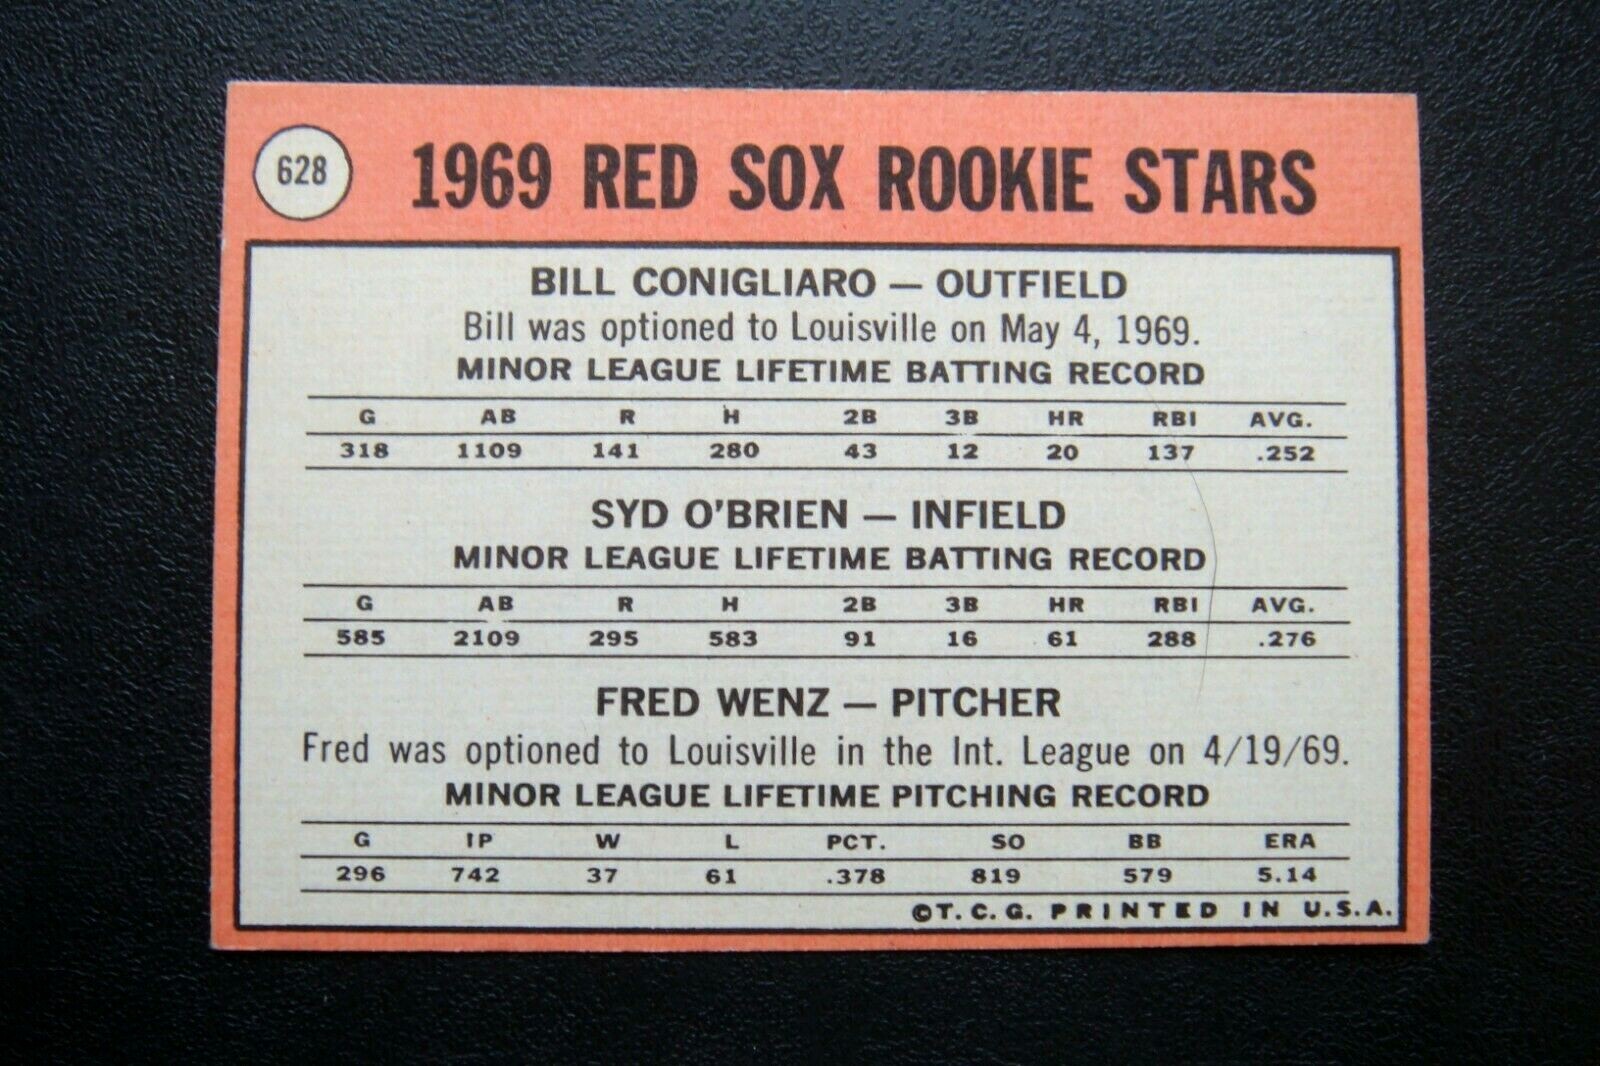 628
1969 RED SOX ROOKIE STARS
BILL CONIGLIARO — OUTFIELD
Bill was optioned to Louisville on May 4, 1969.
MINOR LEAGUE LIFETIME BATTING RECORD
G AB R H 2B 3B HR RBI AVG.
318 1109 141 280 43 12 20 137 .252
SYD O'BRIEN — INFIELD
MINOR LEAGUE LIFETIME BATTING RECORD
G AB R H 2B 3B HR RBI AVG.
585 2109 295 583 91 16 61 288 .276
FRED WENZ — PITCHER
Fred was optioned to Louisville in the Int. League on 4/19/69.
MINOR LEAGUE LIFETIME PITCHING RECORD
G IP W L PCT. SO BB ERA
296 742 37 61 .378 819 579 5.14
©T. C. G. PRINTED IN U.S.A.